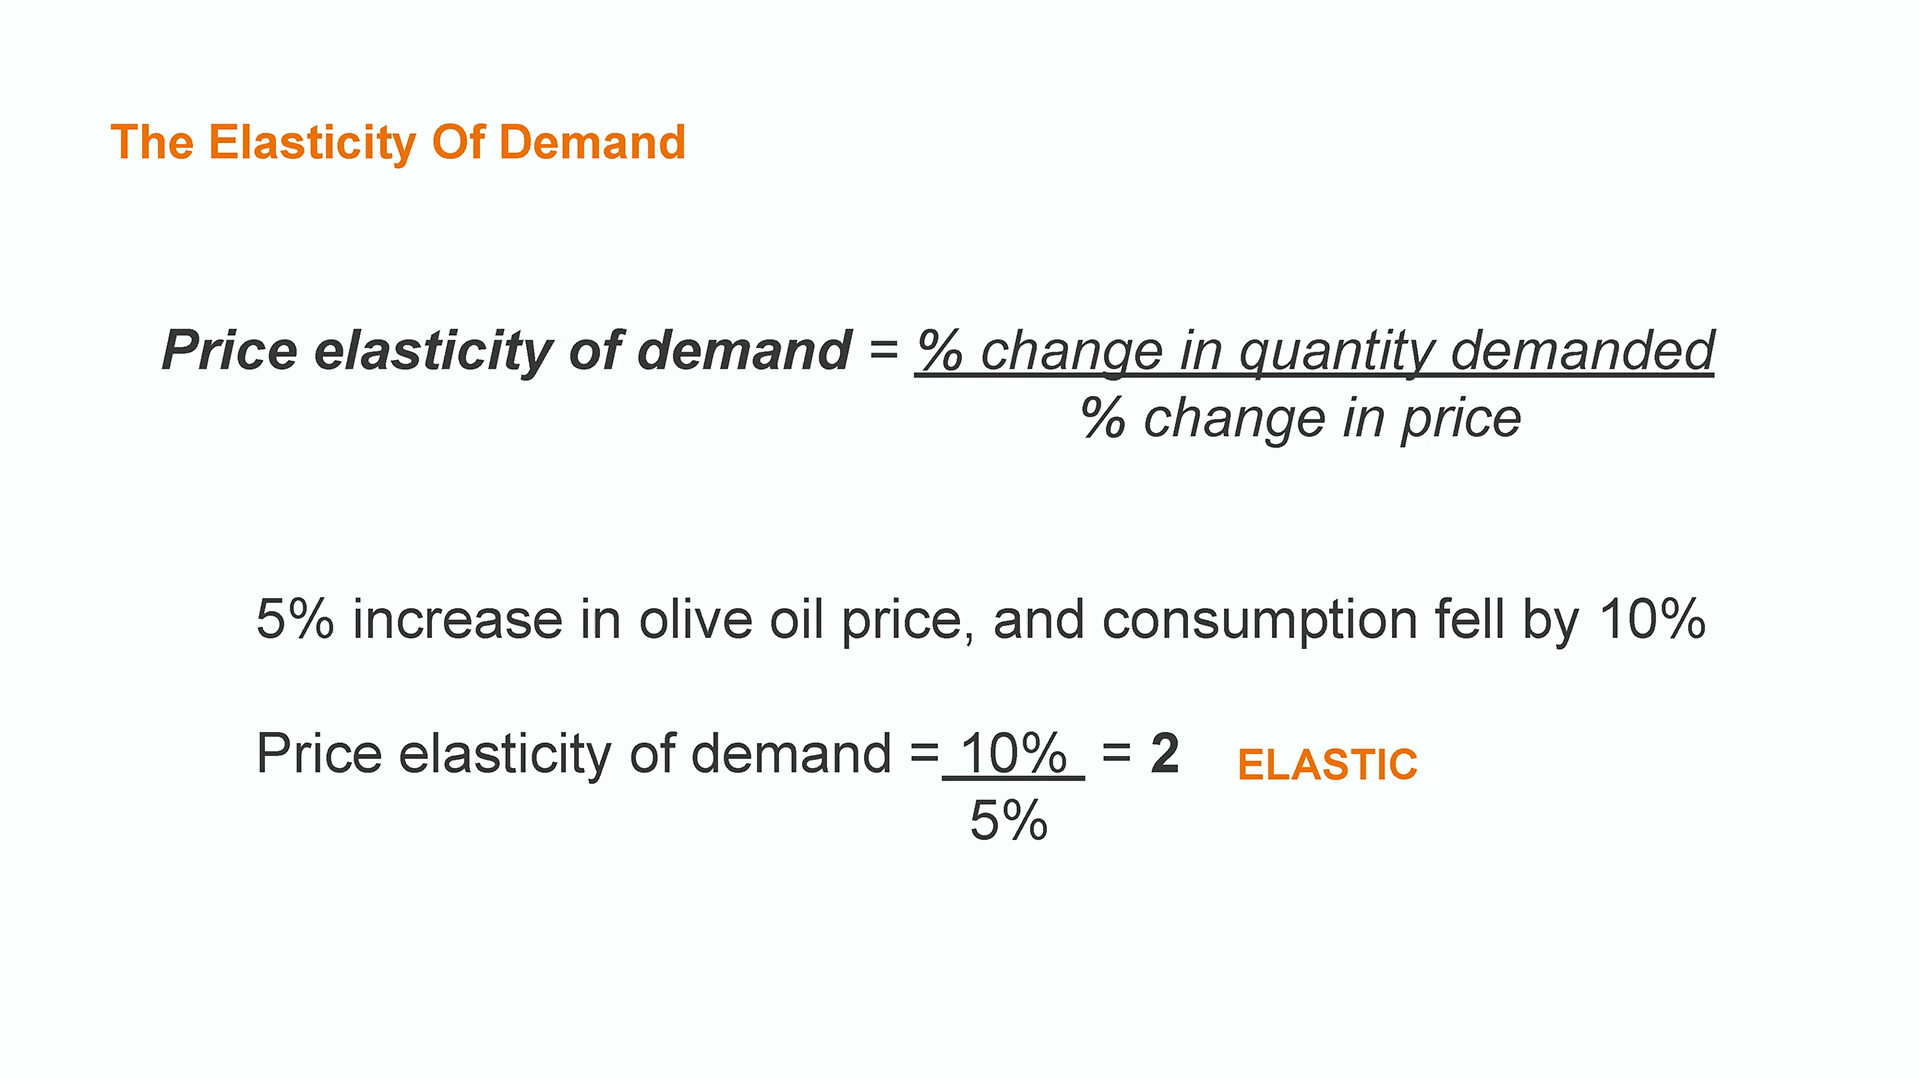 The Elasticity Of Demand
Price elasticity of demand = % change in quantity demanded
% change in price
5% increase in olive oil price, and consumption fell by 10%
Price elasticity of demand = 10% = 2 ELASTIC
5%